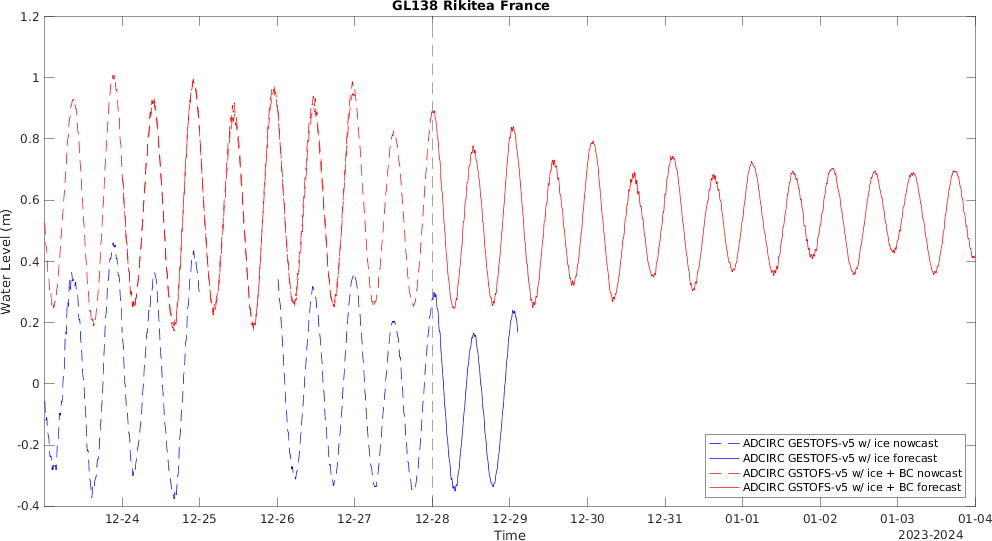 GL138 Rikitea France
1.2
1
0.8
0.6
0.4
0.2
0
-0.2
-0.4
Water Level (m)
ADCIRC GESTOFS-v5 w/ ice nowcast
ADCIRC GESTOFS-v5 w/ ice forecast
ADCIRC GSTOFS-v5 w/ ice + BC nowcast
ADCIRC GSTOFS-v5 w/ ice + BC forecast
12-24 12-25 12-26 12-27 12-28 12-29 12-30 12-31 01-01 01-02 01-03 01-04
Time
2023-2024